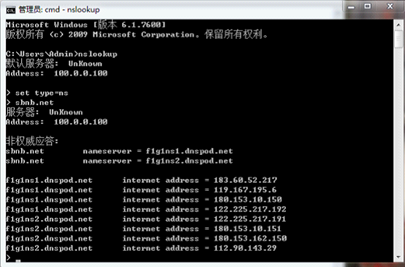 管理员: cmd - nslookup
Microsoft Windows [版本 6.1.7600]
版权所有 (c) 2009 Microsoft Corporation。保留所有权利。
C:\Users\Admin>nslookup
默认服务器:  UnKnown
Address:  100.0.0.100
> set type=ns
> sbnb.net
服务器:  UnKnown
Address:  100.0.0.100
非权威应答:
sbnb.net        nameserver = f1g1ns1.dnspod.net
sbnb.net        nameserver = f1g1ns2.dnspod.net
f1g1ns1.dnspod.net      internet address = 183.60.52.217
f1g1ns1.dnspod.net      internet address = 119.167.195.6
f1g1ns1.dnspod.net      internet address = 180.153.10.150
f1g1ns2.dnspod.net      internet address = 122.225.217.192
f1g1ns2.dnspod.net      internet address = 122.225.217.191
f1g1ns2.dnspod.net      internet address = 180.153.10.151
f1g1ns2.dnspod.net      internet address = 180.153.162.150
f1g1ns2.dnspod.net      internet address = 112.90.143.29
>